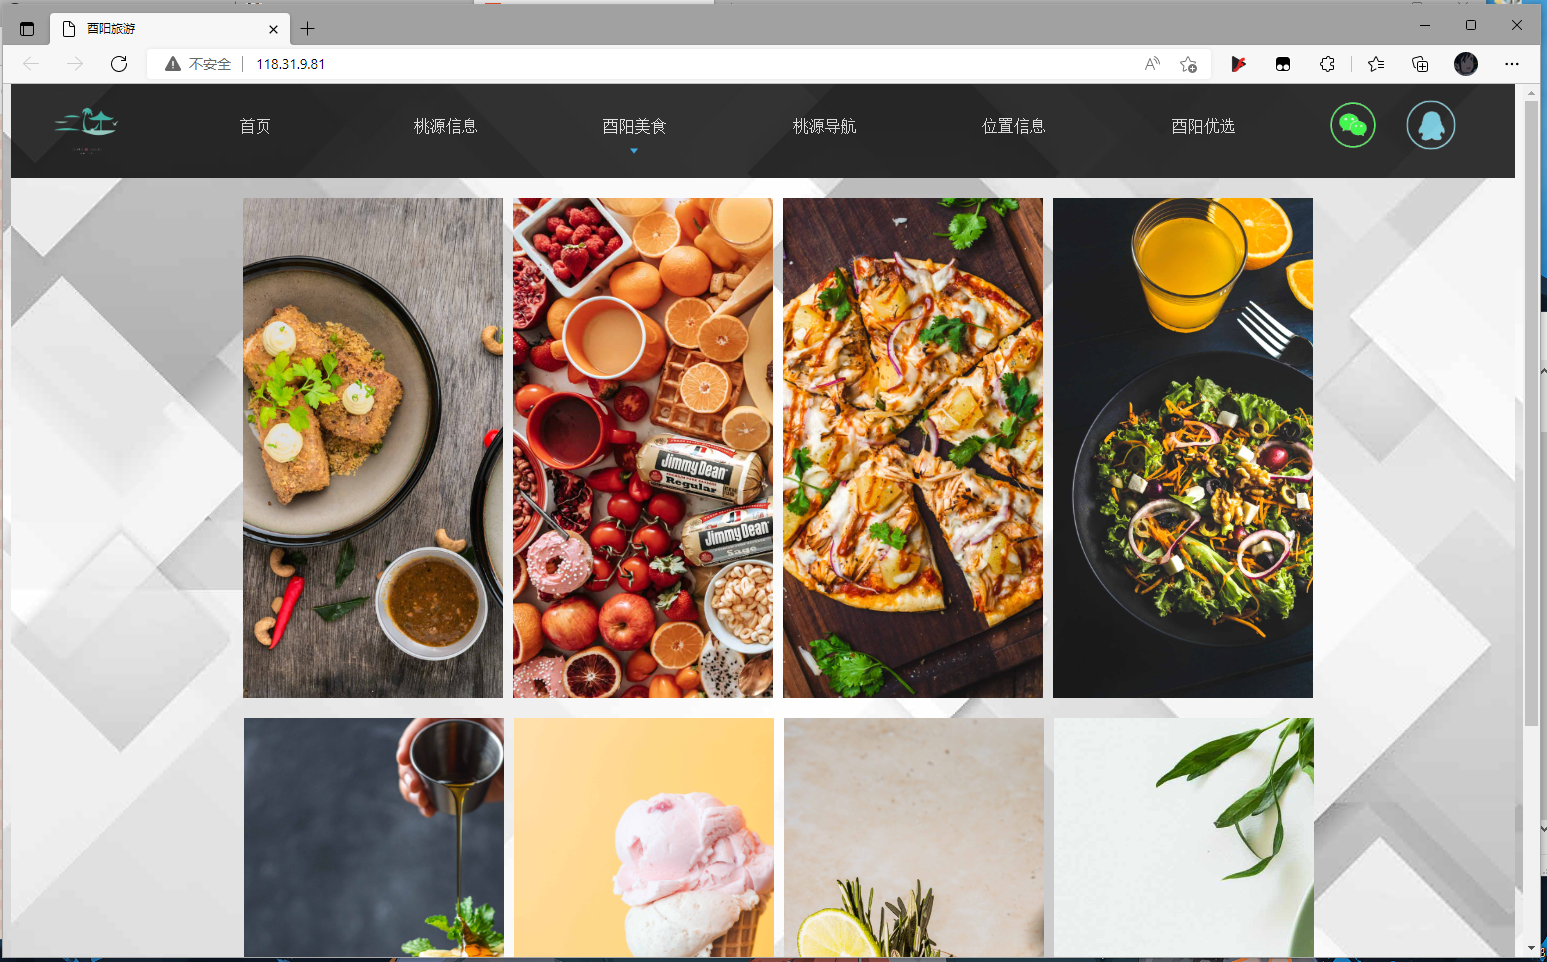 酉阳旅游
不安全
118.31.9.81
首页
桃源信息
酉阳美食
桃源导航
位置信息
酉阳优选
Jimmy Dean
Regular
Jimmy Dean
Sage